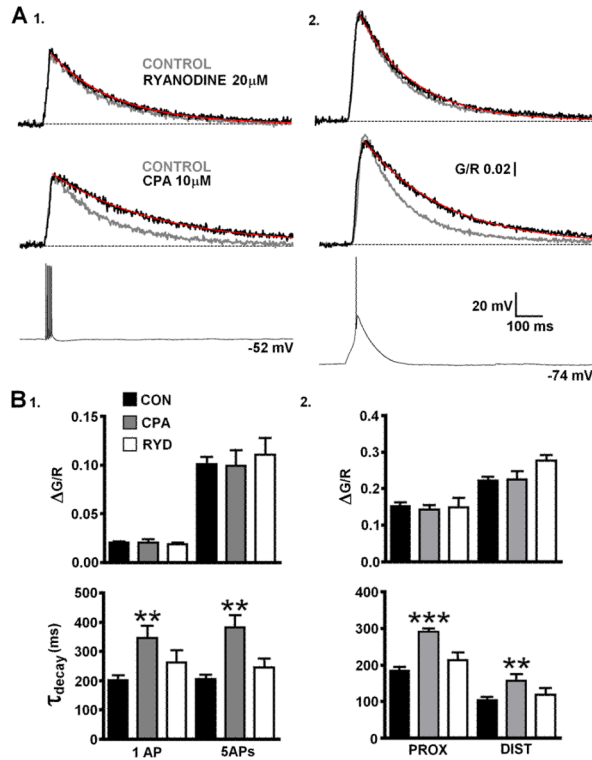 A 1.
2.
CONTROL
RYANODINE 20µM
CONTROL
CPA 10µM
G/R 0.02
20 mV
100 ms
-52 mV
-74 mV
B 1.
2.
CON
CPA
RYD
ΔG/R
0.15
0.10
0.05
0.00
ΔG/R
0.4
0.3
0.2
0.1
0.0
τdecay (ms)
500
400
300
200
100
0
** **
1 AP 5APs
400
300
200
100
0
*** **
PROX DIST